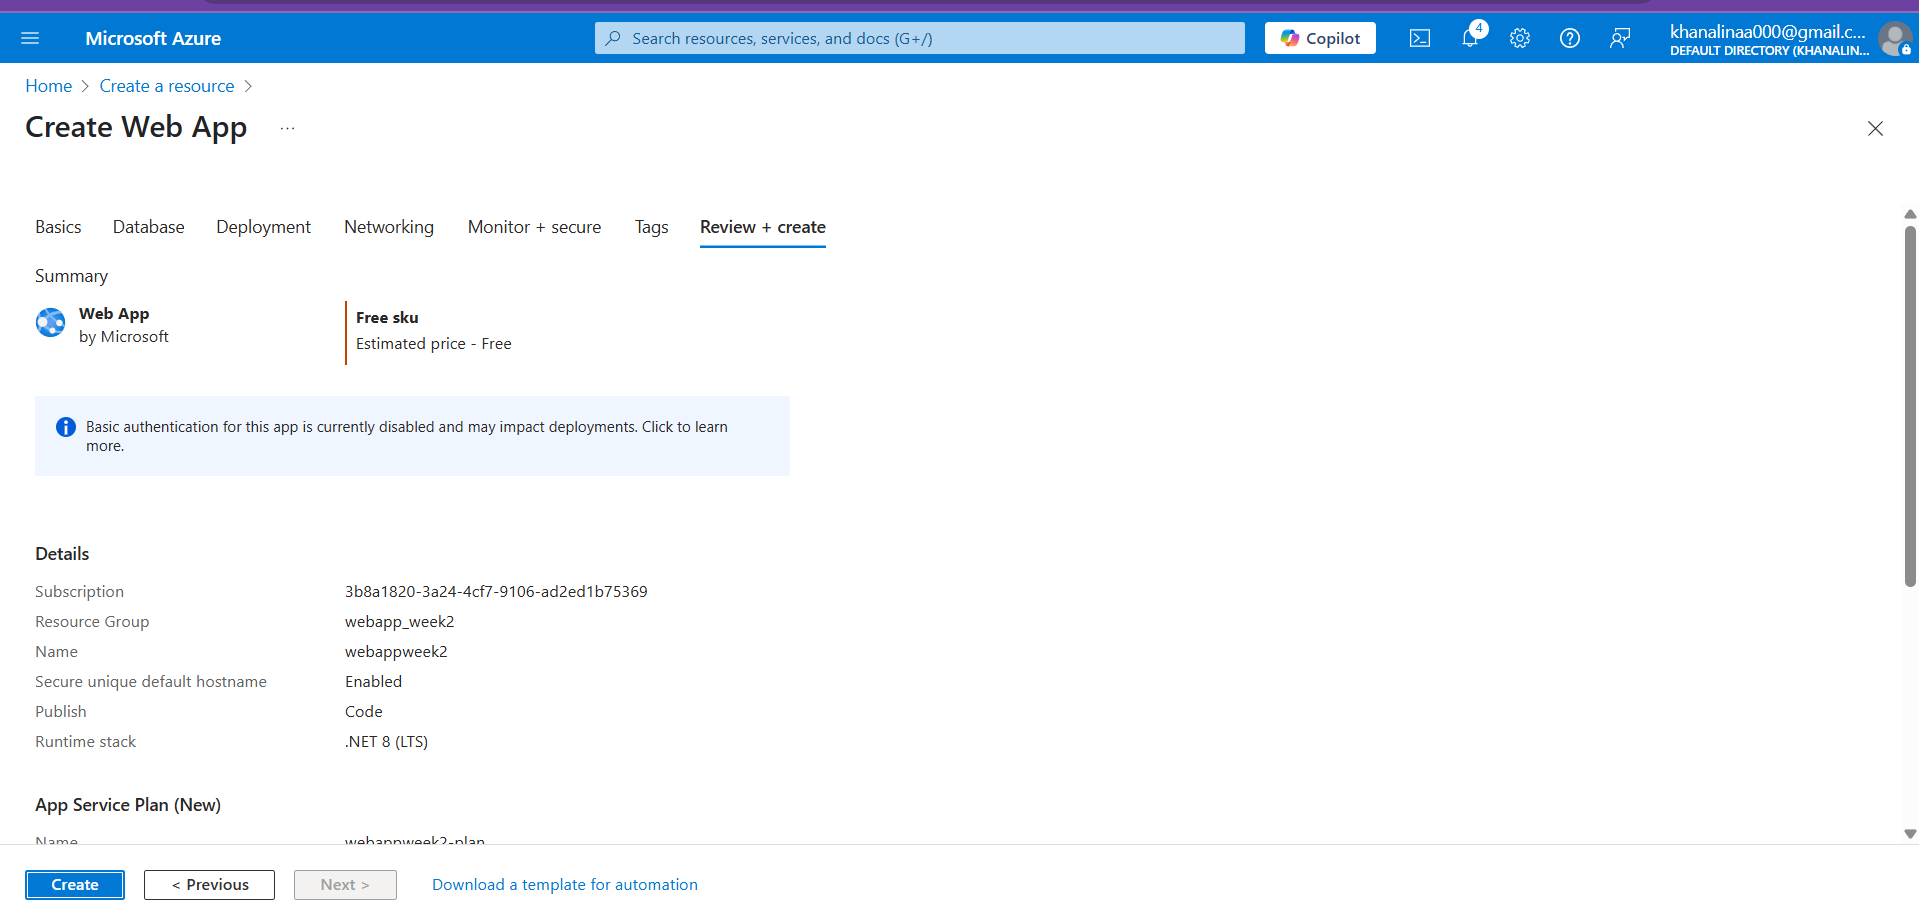 Microsoft Azure
Search resources, services, and docs (G+/)
Copilot
4
khanalinaa000@gmail.c...
DEFAULT DIRECTORY (KHANALIN...
Home > Create a resource >
Create Web App ...
Basics Database Deployment Networking Monitor + secure Tags Review + create
Summary
Web App
by Microsoft
Free sku
Estimated price - Free
Basic authentication for this app is currently disabled and may impact deployments. Click to learn
more.
Details
Subscription 3b8a1820-3a24-4cf7-9106-ad2ed1b75369
Resource Group webapp_week2
Name webappweek2
Secure unique default hostname Enabled
Publish Code
Runtime stack .NET 8 (LTS)
App Service Plan (New)
Name webappweek2-plan
Create < Previous Next > Download a template for automation